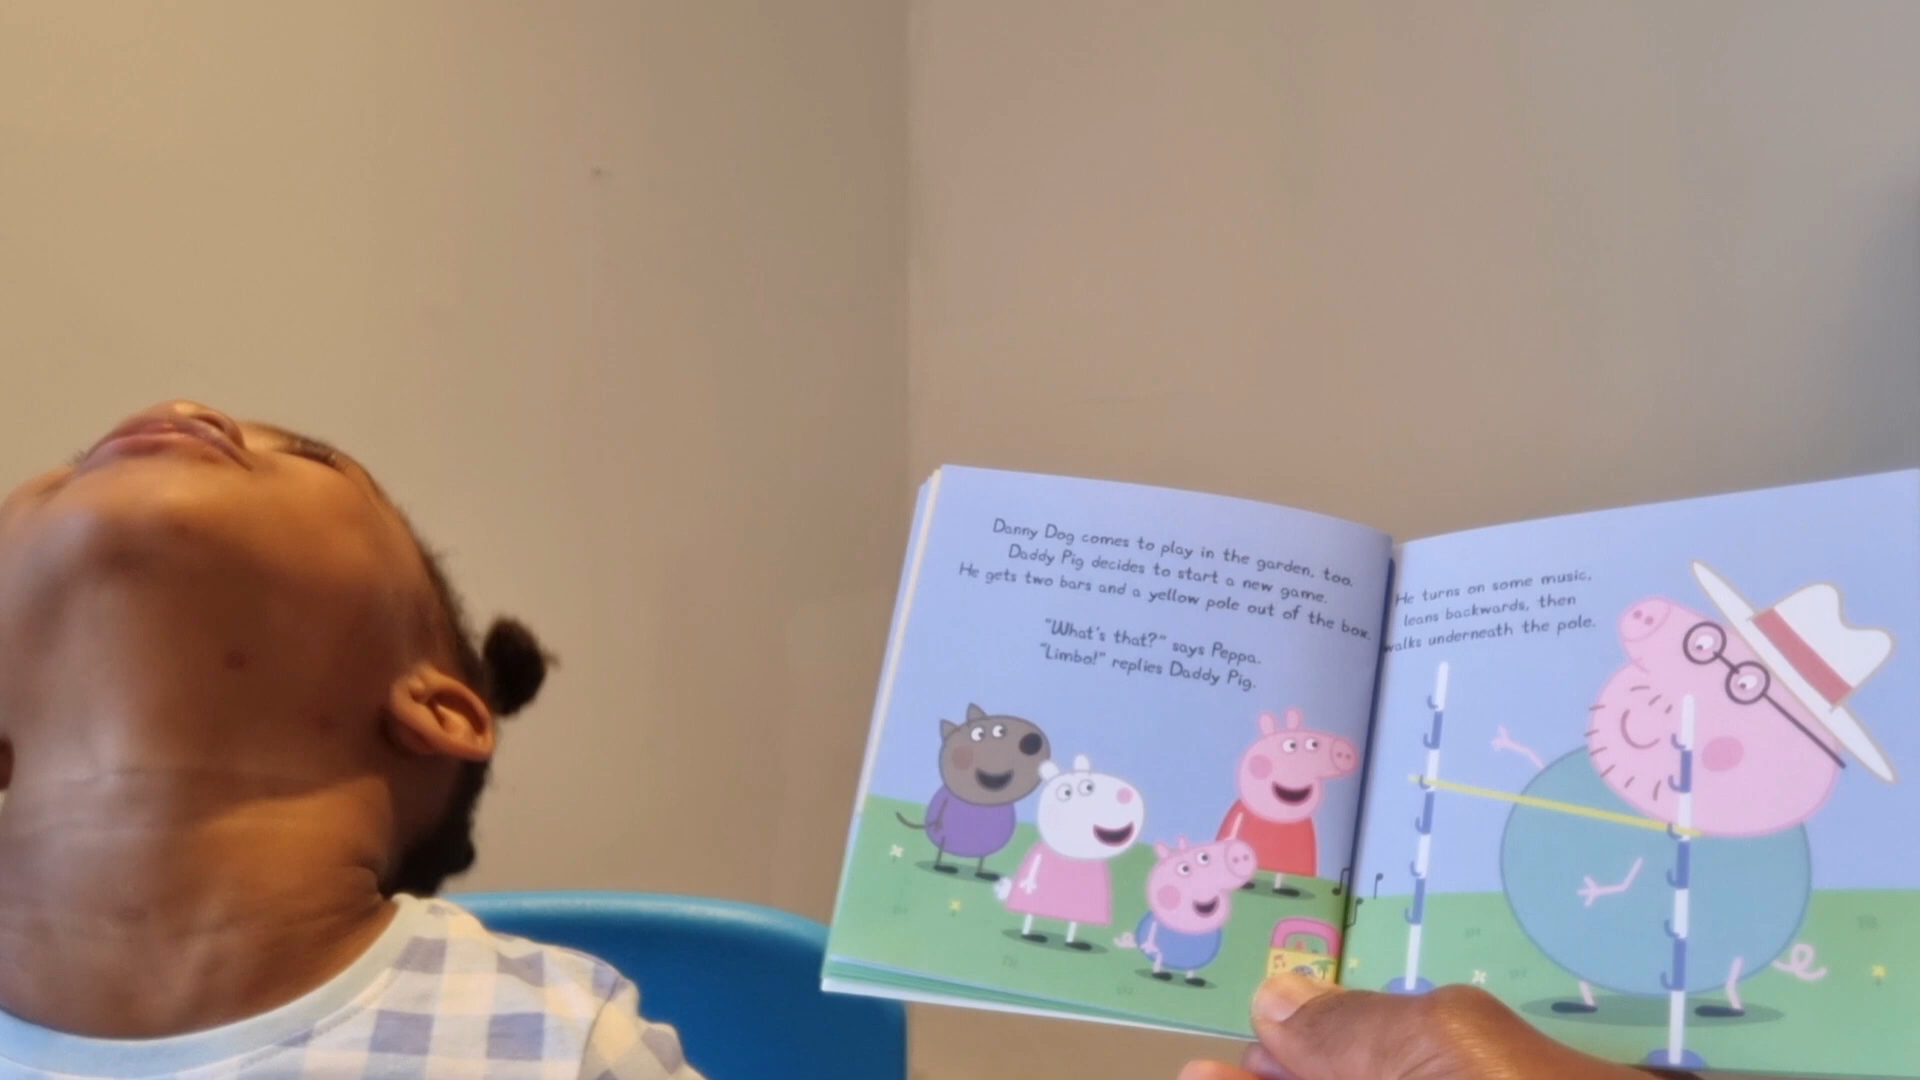 Danny Dog comes to play in the garden, too.
Daddy Pig decides to start a new game.
He gets two bars and a yellow pole out of the box.
"What's that?" says Peppa.
"Limbo!" replies Daddy Pig.
He turns on some music,
leans backwards, then
walks underneath the pole.